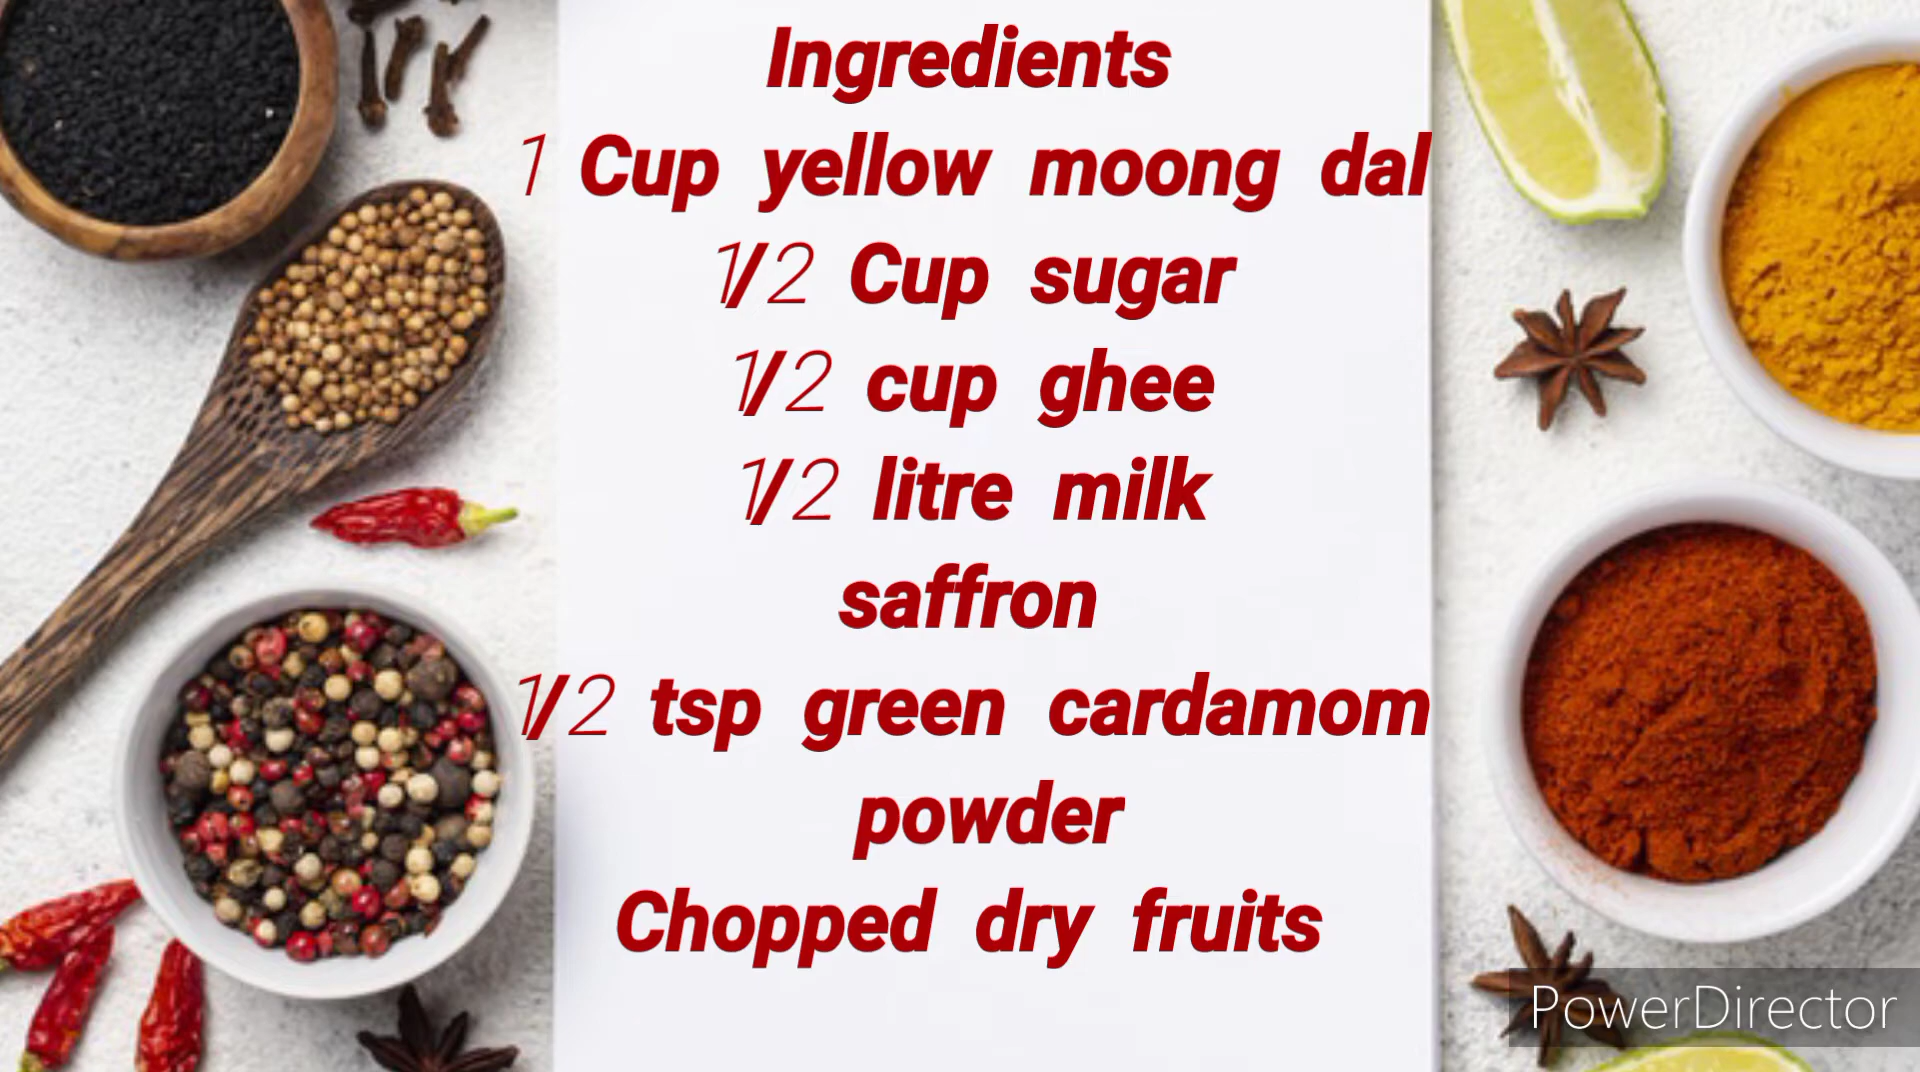 Ingredients
1 Cup yellow moong dal
1/2 Cup sugar
1/2 cup ghee
1/2 litre milk
saffron
1/2 tsp green cardamom
powder
Chopped dry fruits
PowerDirector